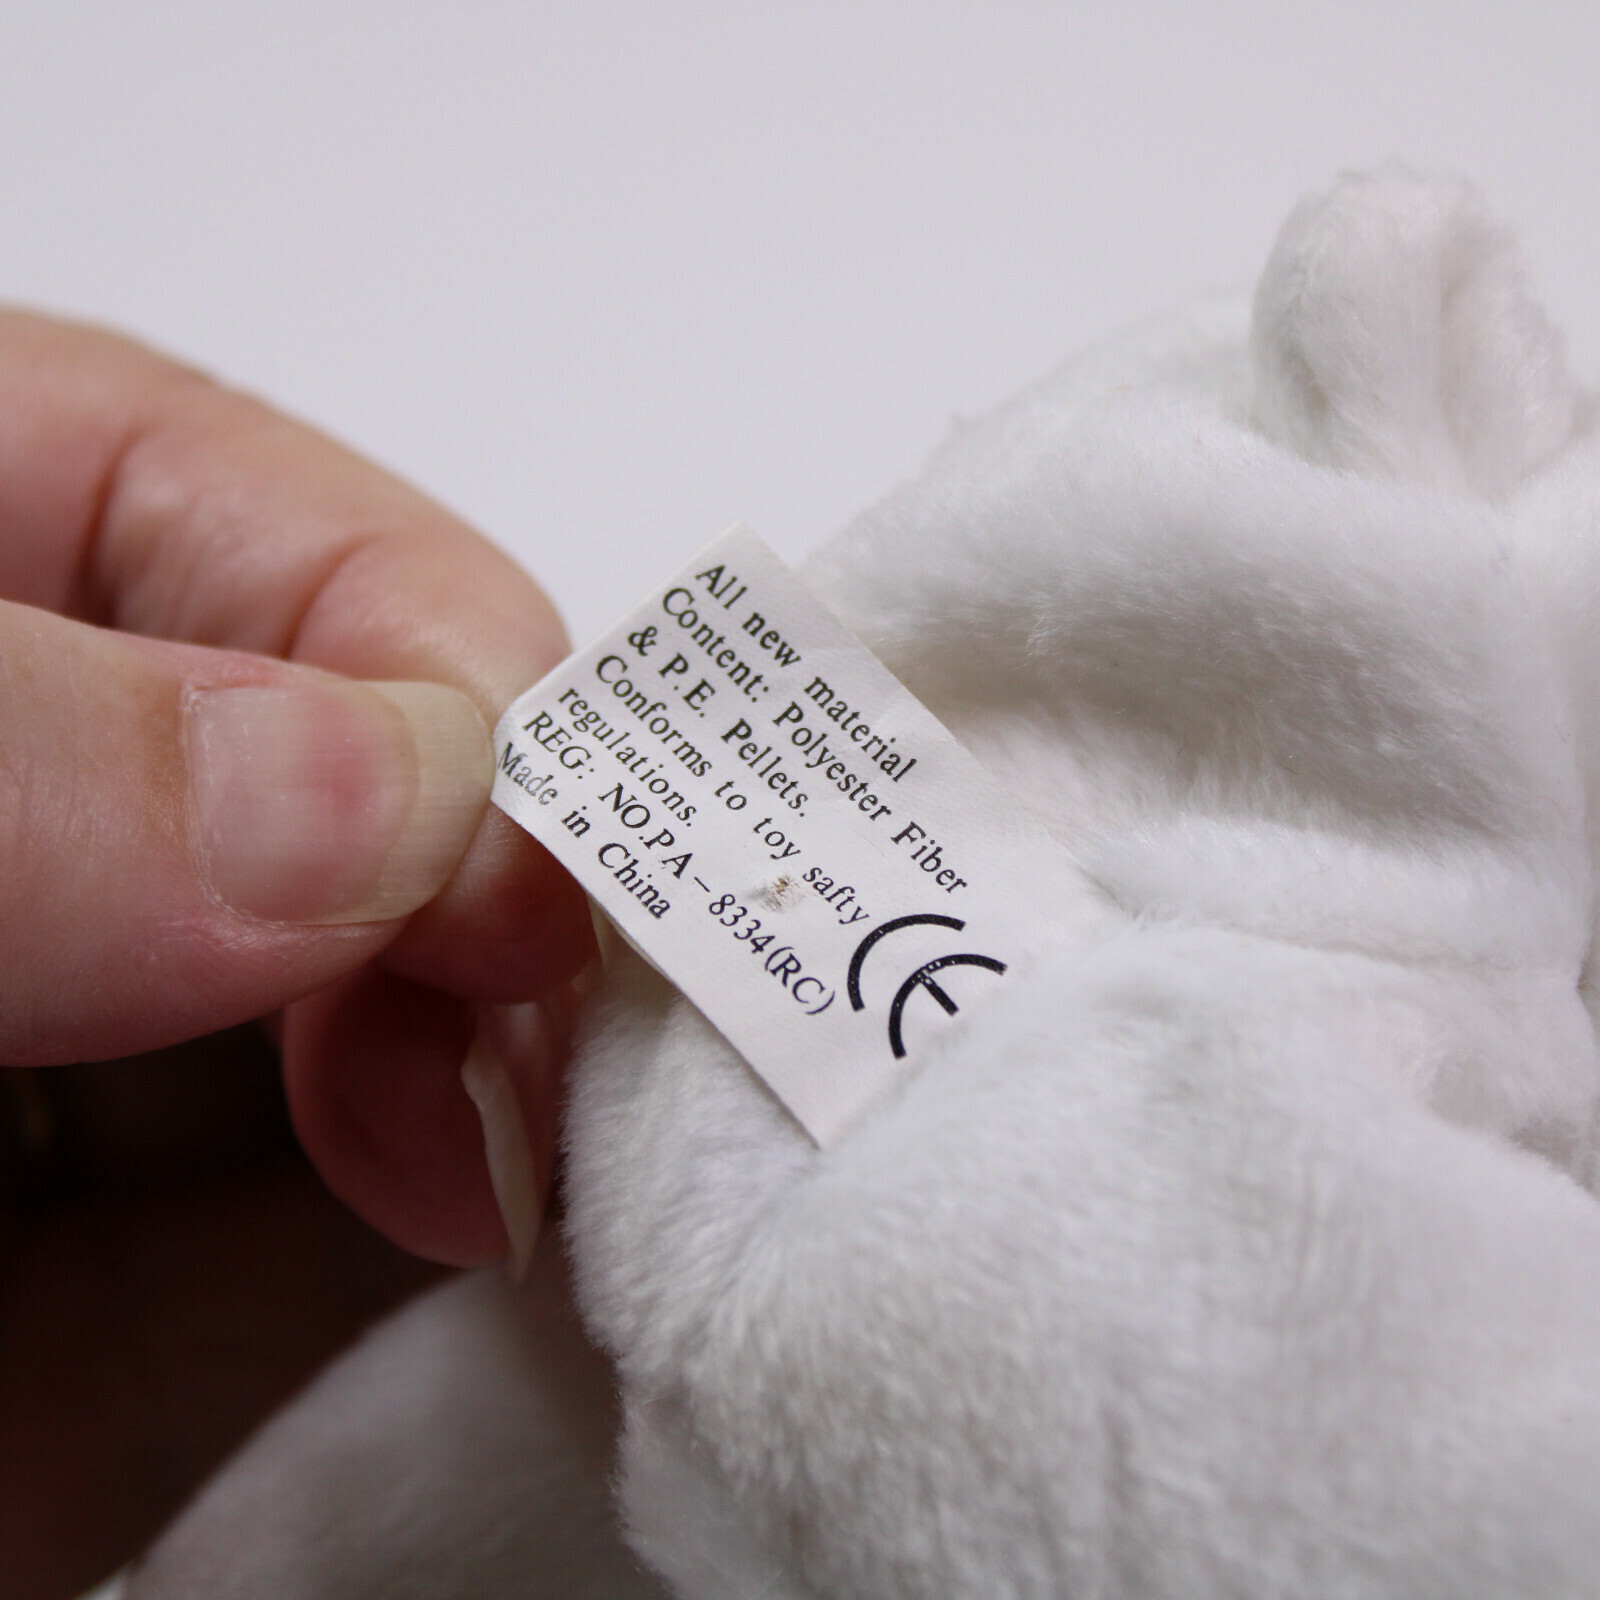 All new material
Content: Polyester Fiber
& P.E. Pellets.
Conforms to toy safty
regulations.
REG: NO.PA-8334(RC)
Made in China
CE